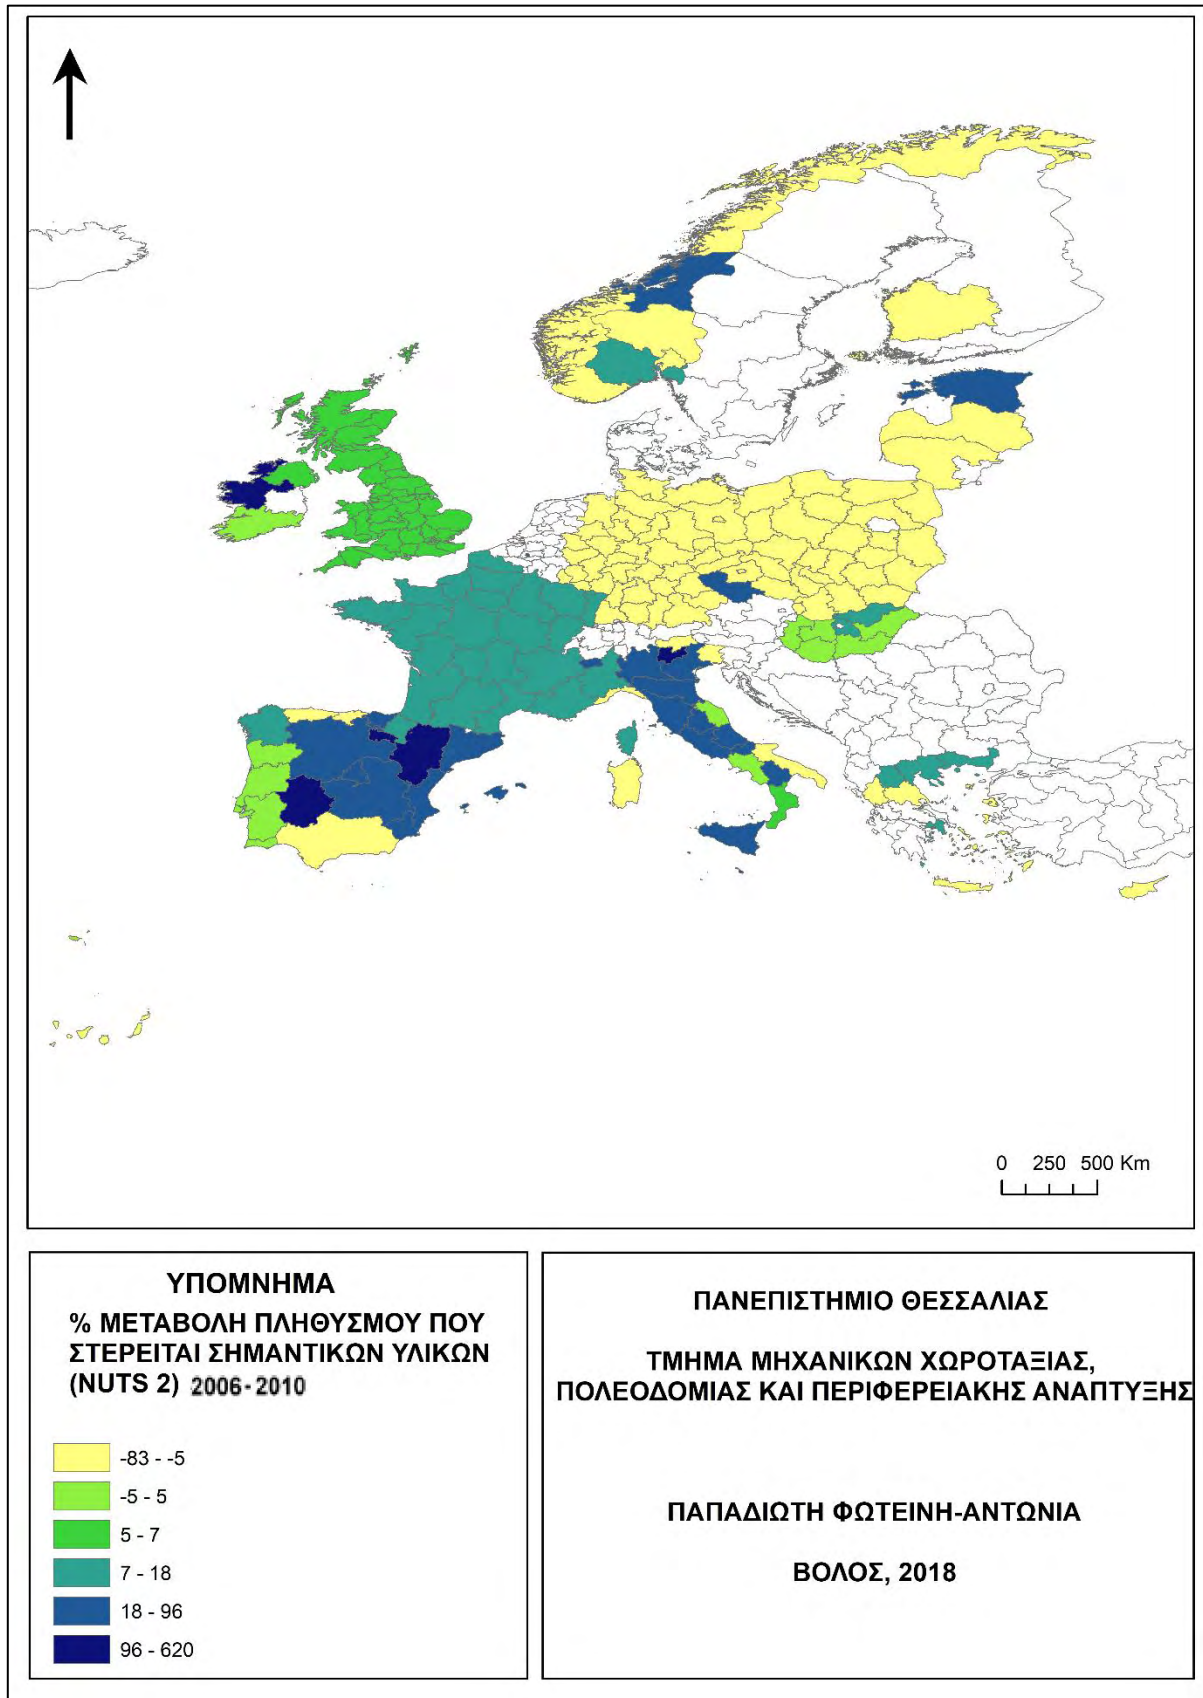 0 250 500 Km
ΥΠΟΜΝΗΜΑ
% ΜΕΤΑΒΟΛΗ ΠΛΗΘΥΣΜΟΥ ΠΟΥ
ΣΤΕΡΕΙΤΑΙ ΣΗΜΑΝΤΙΚΩΝ ΥΛΙΚΩΝ
(NUTS 2) 2006-2010
-83 - -5
-5 - 5
5 - 7
7 - 18
18 - 96
96 - 620
ΠΑΝΕΠΙΣΤΗΜΙΟ ΘΕΣΣΑΛΙΑΣ
ΤΜΗΜΑ ΜΗΧΑΝΙΚΩΝ ΧΩΡΟΤΑΞΙΑΣ,
ΠΟΛΕΟΔΟΜΙΑΣ ΚΑΙ ΠΕΡΙΦΕΡΕΙΑΚΗΣ ΑΝΑΠΤΥΞΗΣ
ΠΑΠΑΔΙΩΤΗ ΦΩΤΕΙΝΗ-ΑΝΤΩΝΙΑ
ΒΟΛΟΣ, 2018